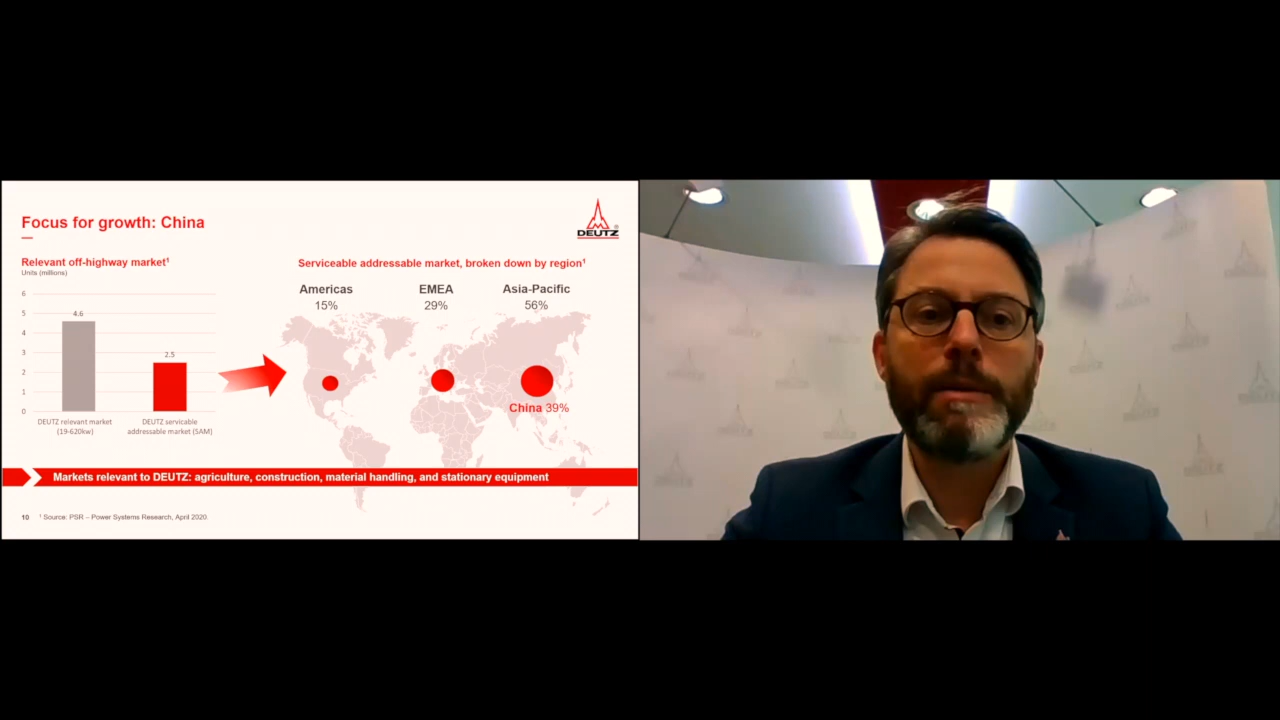 Focus for growth: China
DEUTZ®
Relevant off-highway market¹
Units (millions)
6
5
4
3
2
1
0
4.6
2.5
DEUTZ relevant market
(19-620kw)
DEUTZ servicable
addressable market (SAM)
Serviceable addressable market, broken down by region¹
Americas
15%
EMEA
29%
Asia-Pacific
56%
China 39%
Markets relevant to DEUTZ: agriculture, construction, material handling, and stationary equipment
10
¹ Source: PSR – Power Systems Research, April 2020.